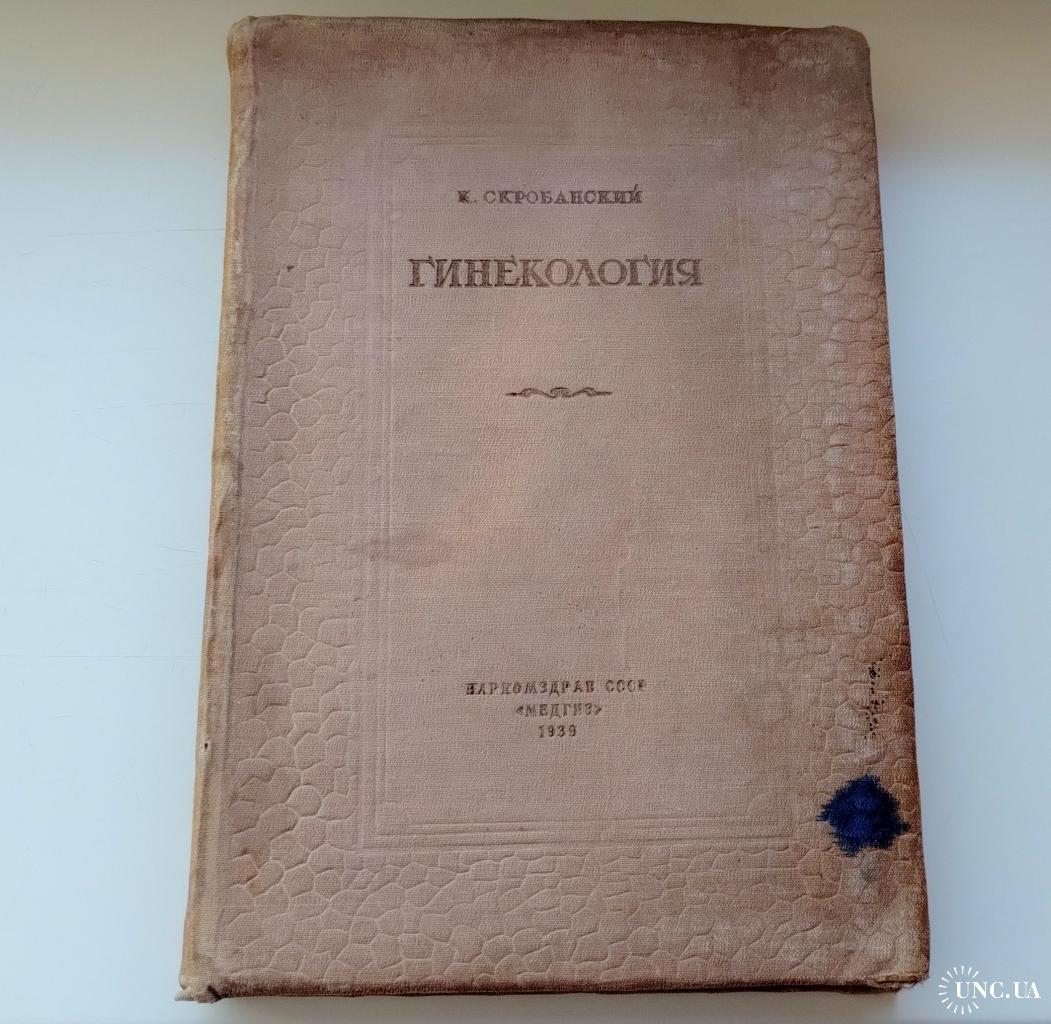 К. СКРОБАНСКИЙ
ГИНЕКОЛОГИЯ
НАРКОМЗДРАВ СССР
«МЕДГИЗ»
1939
UNC.UA